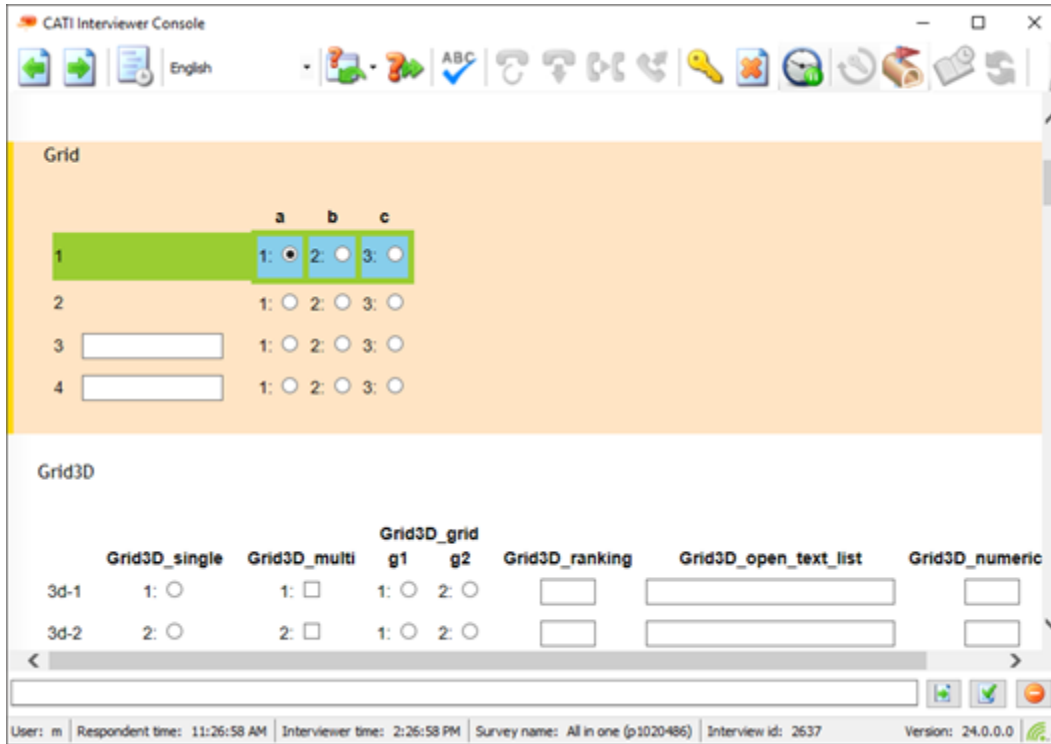 CATI Interviewer Console
English
ABC
Grid
a b c
1 1: 2: 3:
2 1: 2: 3:
3 1: 2: 3:
4 1: 2: 3:
Grid3D
Grid3D_grid
Grid3D_single Grid3D_multi g1 g2 Grid3D_ranking Grid3D_open_text_list Grid3D_numeric
3d-1 1: 1: 1: 2:
3d-2 2: 2: 1: 2:
User: m Respondent time: 11:26:58 AM Interviewer time: 2:26:58 PM Survey name: All in one (p1020486) Interview id: 2637 Version: 24.0.0.0